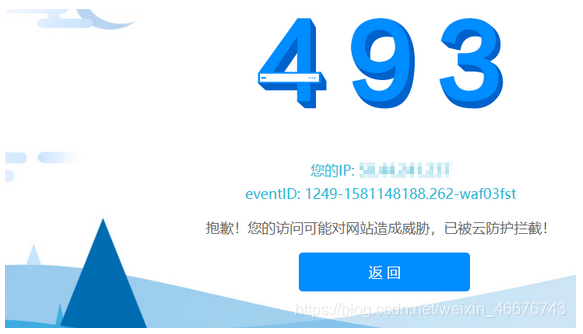 493
您的IP:
eventID: 1249-1581148188.262-waf03fst
抱歉！您的访问可能对网站造成威胁，已被云防护拦截！
返 回
https://blog.csdn.net/weixin_46676743